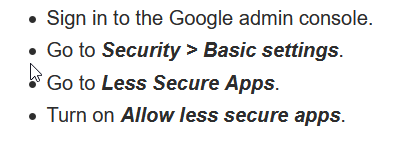 • Sign in to the Google admin console.
• Go to Security > Basic settings.
• Go to Less Secure Apps.
• Turn on Allow less secure apps.